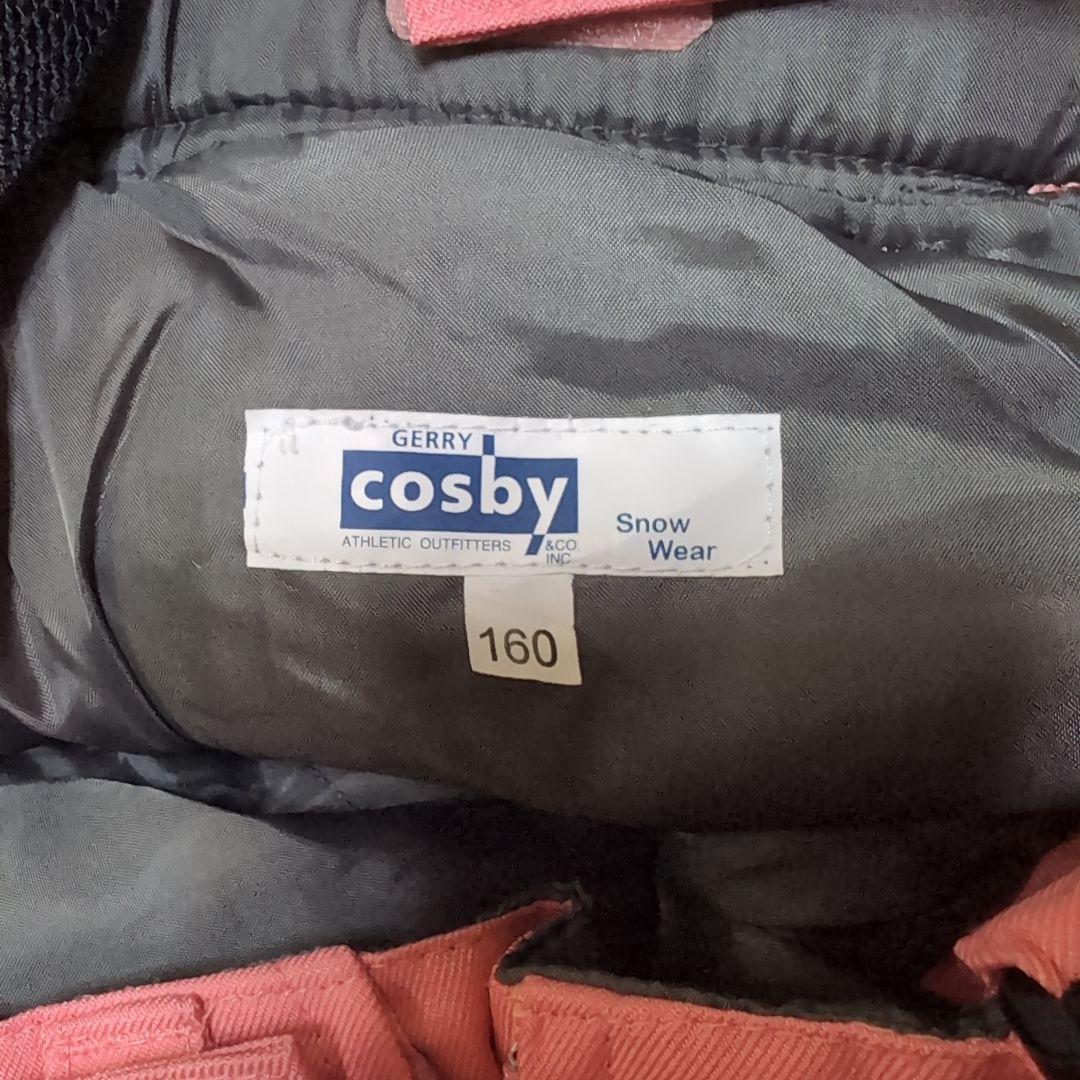 GERRY
cosby
ATHLETIC OUTFITTERS &CO.
INC
Snow
Wear
160